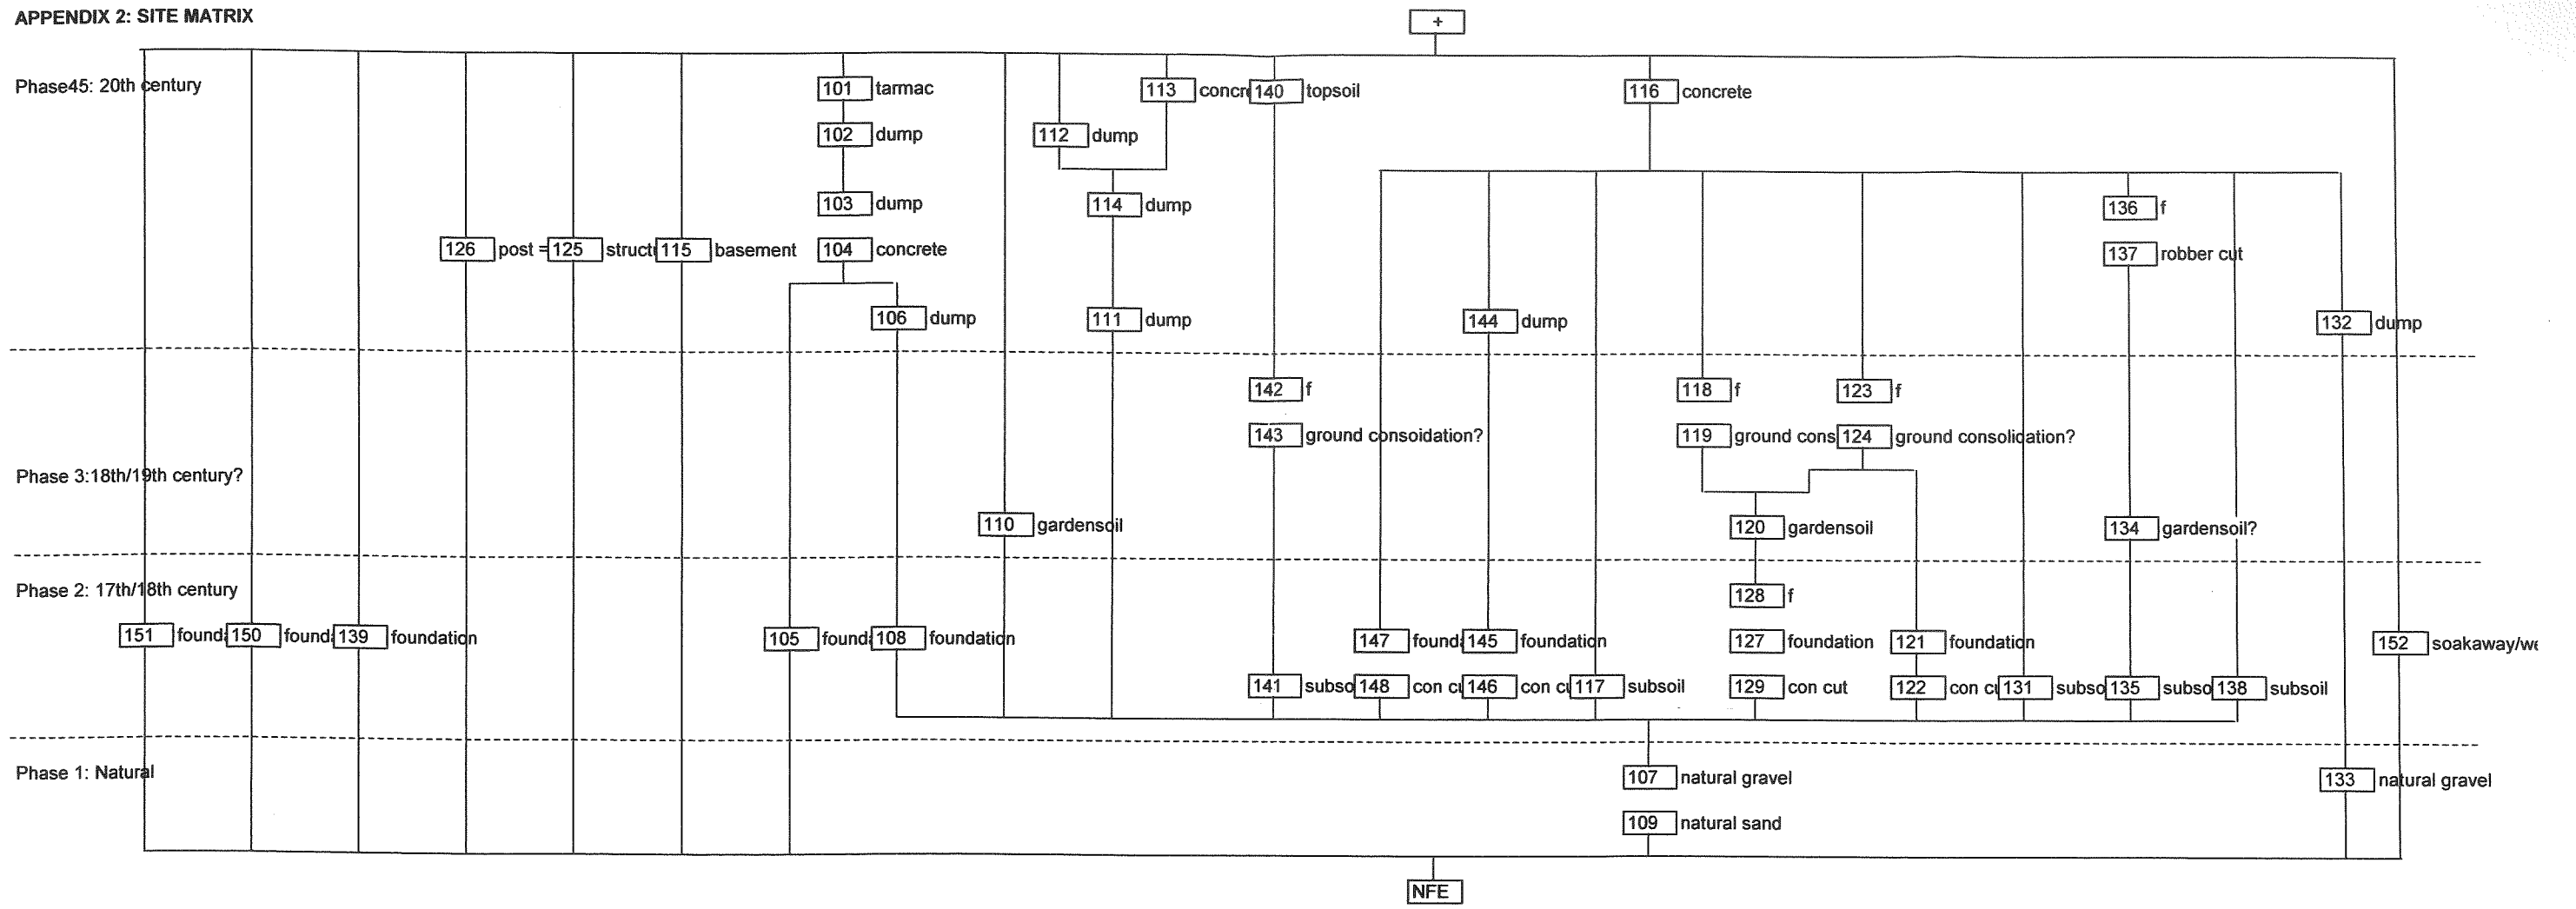 APPENDIX 2: SITE MATRIX
+
Phase45: 20th century
101 tarmac
113 concr
140 topsoil
116 concrete
102 dump
112 dump
103 dump
114 dump
136 f
126 post =
125 struct
115 basement
104 concrete
137 robber cut
106 dump
111 dump
144 dump
132 dump
142 f
118 f
123 f
143 ground consoidation?
119 ground cons
124 ground consolidation?
Phase 3:18th/19th century?
110 gardensoil
120 gardensoil
134 gardensoil?
Phase 2: 17th/18th century
128 f
151 found
150 found
139 foundation
105 found
108 foundation
147 found
145 foundation
127 foundation
121 foundation
152 soakaway/we
141 subso
148 con cu
146 con cu
117 subsoil
129 con cut
122 con cu
131 subso
135 subso
138 subsoil
Phase 1: Natural
107 natural gravel
133 natural gravel
109 natural sand
NFE